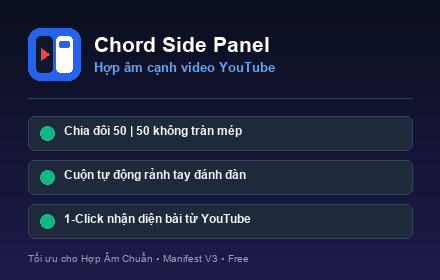 Chord Side Panel
Hợp âm cạnh video YouTube
Chia đôi 50 | 50 không tràn mép
Cuộn tự động rảnh tay đánh đàn
1-Click nhận diện bài từ YouTube
Tối ưu cho Hợp Âm Chuẩn • Manifest V3 • Free